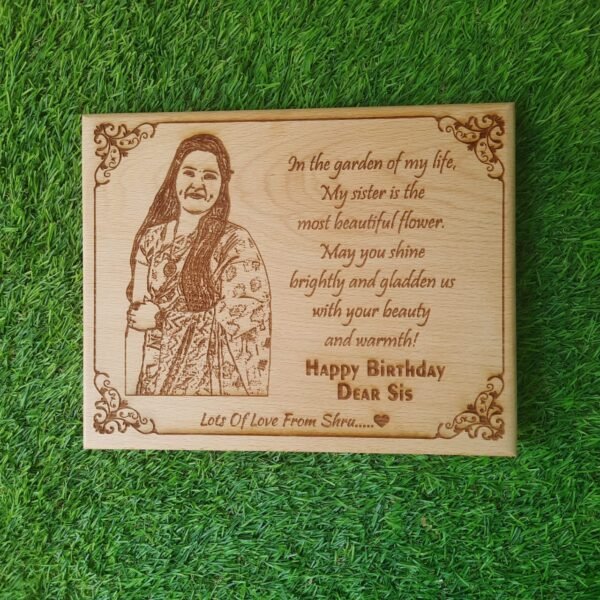 In the garden of my life,
My sister is the
most beautiful flower.
May you shine
brightly and gladden us
with your beauty
and warmth!
Happy Birthday
Dear Sis
Lots Of Love From Shru.....